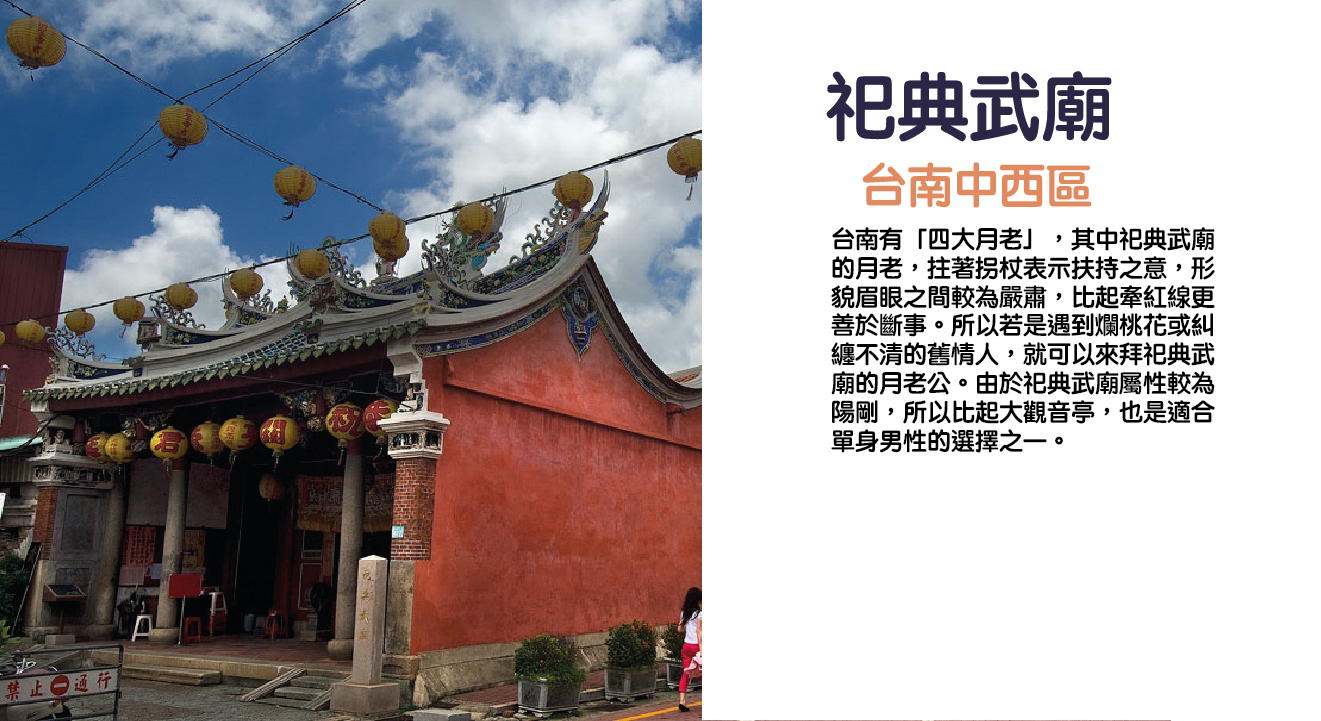 祀典武廟
台南中西區
台南有「四大月老」，其中祀典武廟
的月老，拄著拐杖表示扶持之意，形
貌眉眼之間較為嚴肅，比起牽紅線更
善於斷事。所以若是遇到爛桃花或糾
纏不清的舊情人，就可以來拜祀典武
廟的月老公。由於祀典武廟屬性較為
陽剛，所以比起大觀音亭，也是適合
單身男性的選擇之一。
君
關
祀典武廟
禁止通行